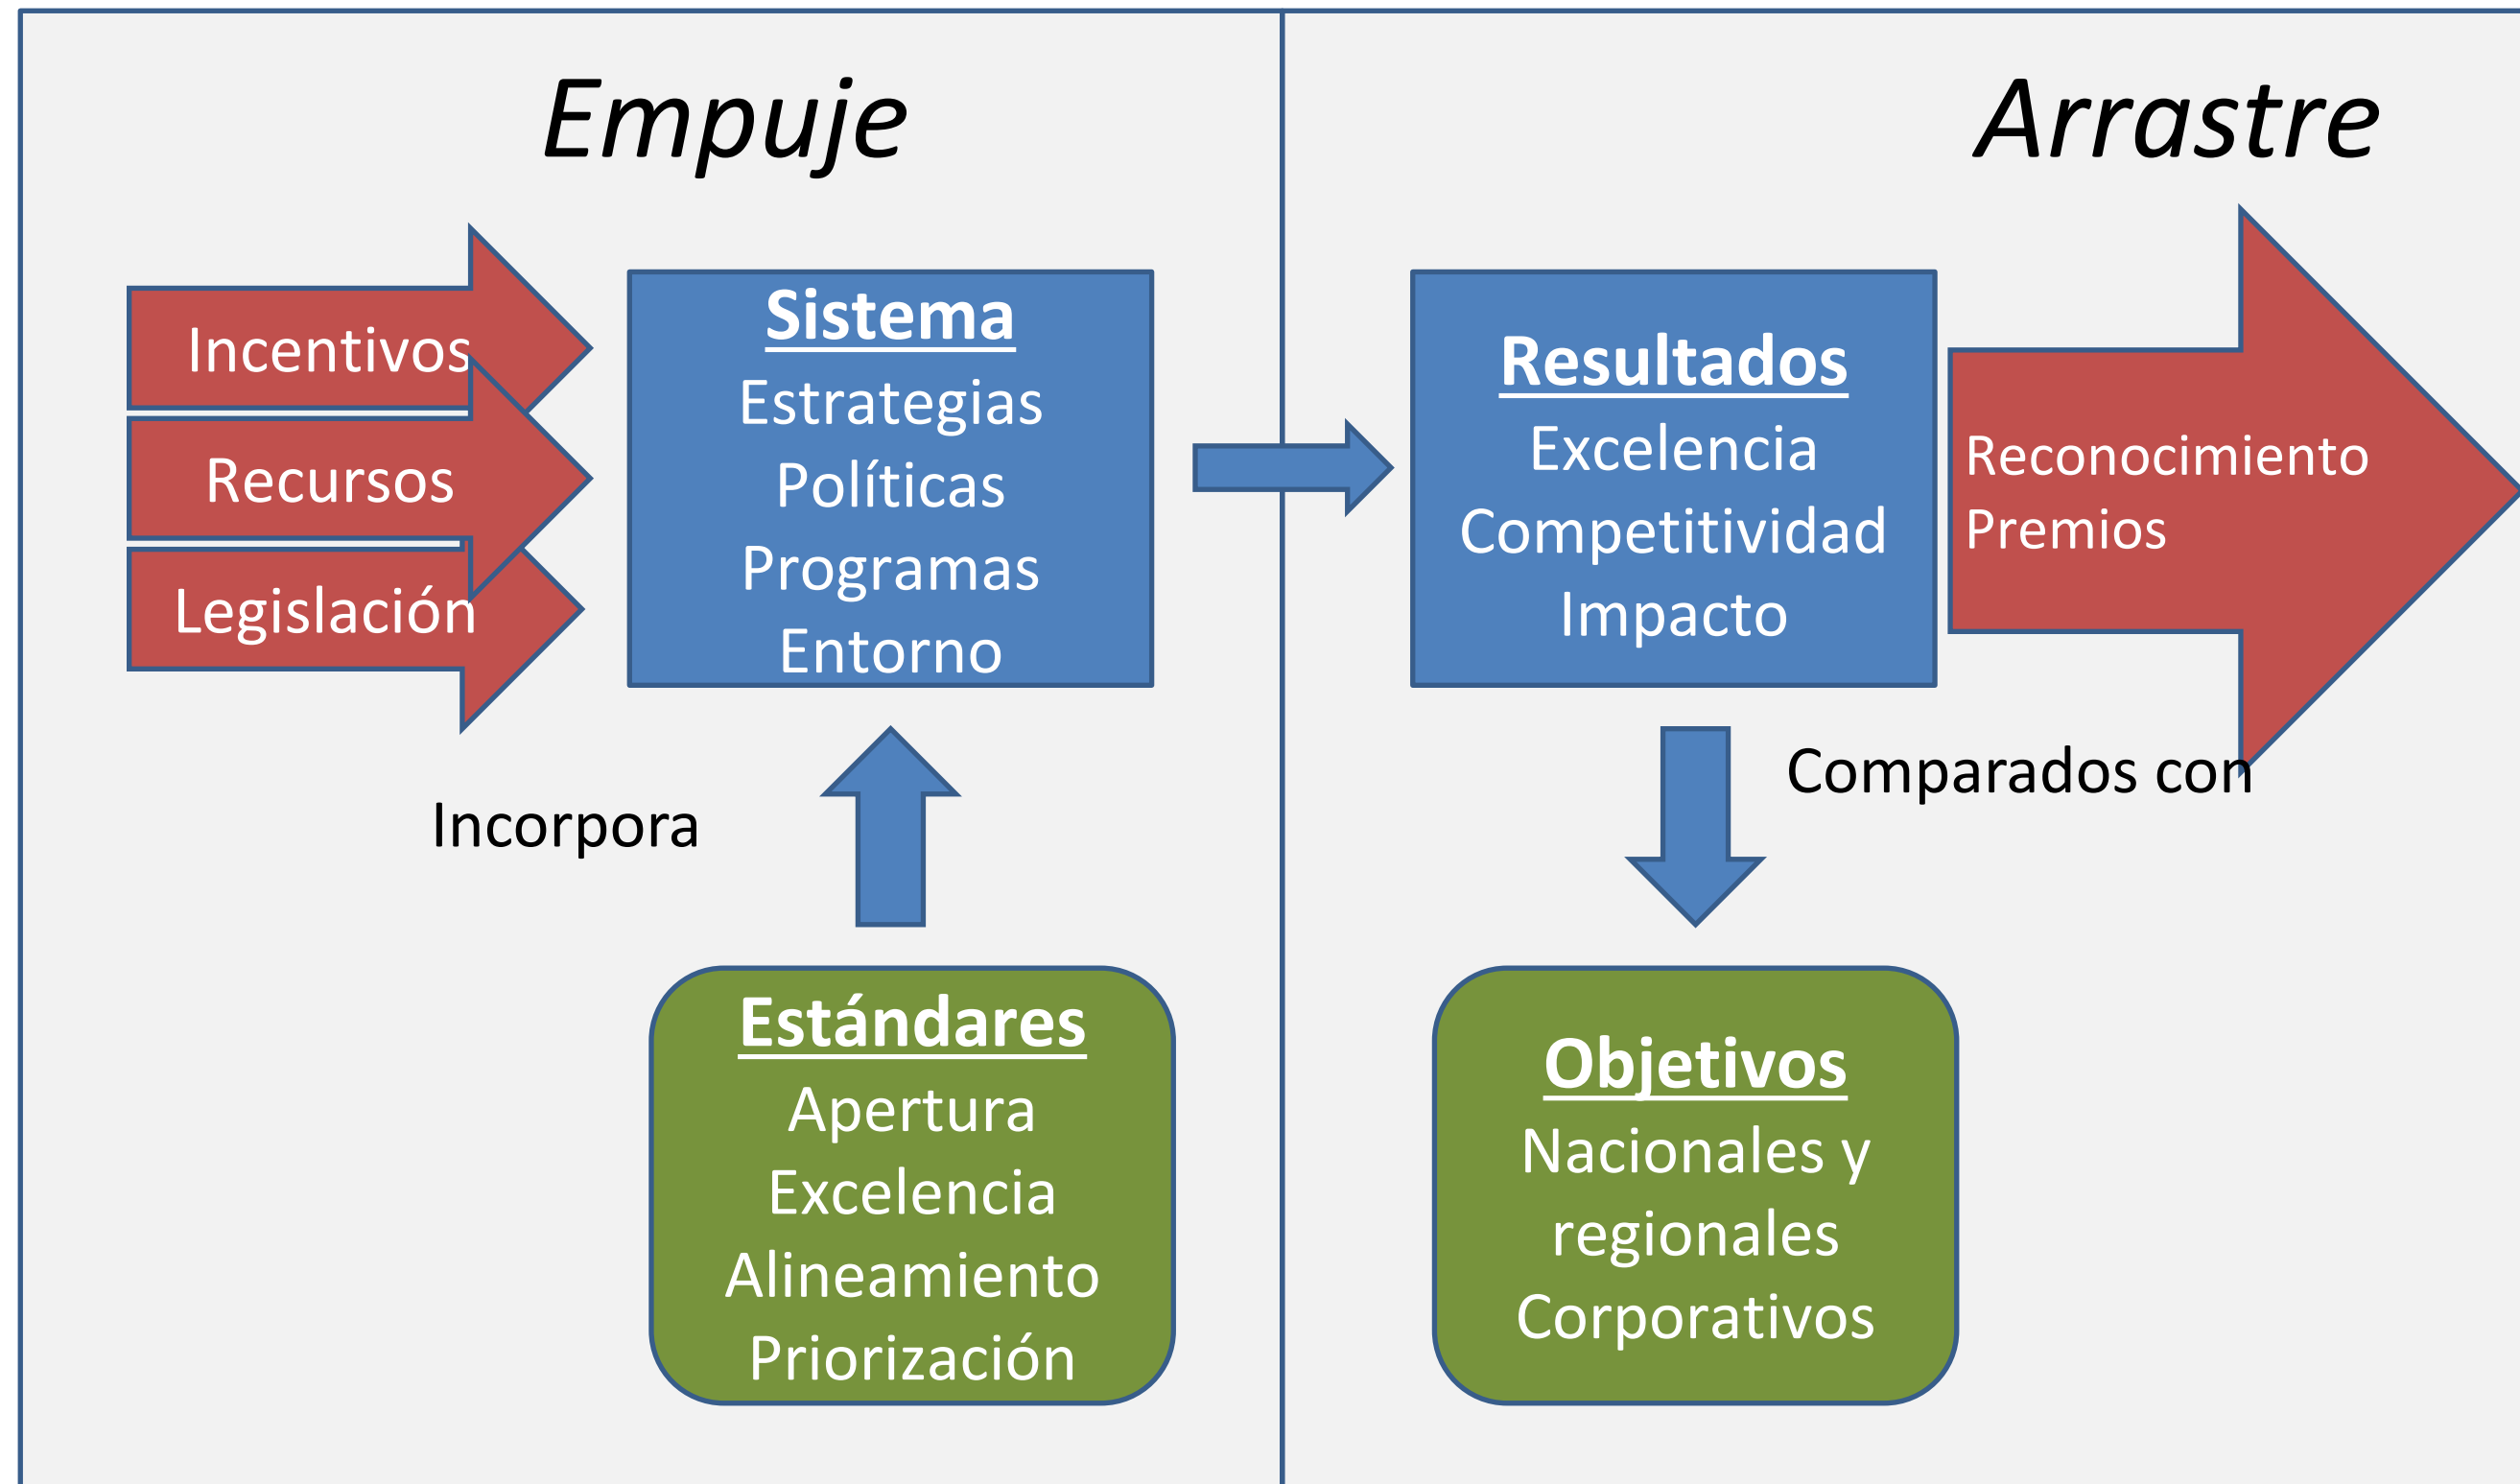 Empuje
Arrastre
Incentivos
Recursos
Legislación
Sistema
Estrategias
Políticas
Programas
Entorno
Resultados
Excelencia
Competitividad
Impacto
Reconocimiento
Premios
Incorpora
Comparados con
Estándares
Apertura
Excelencia
Alineamiento
Priorización
Objetivos
Nacionales y
regionales
Corporativos